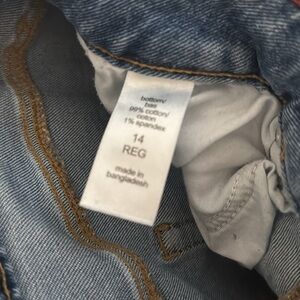 bottom/
bas
99% cotton/
coton
1% spandex
14
REG
made in
bangladesh